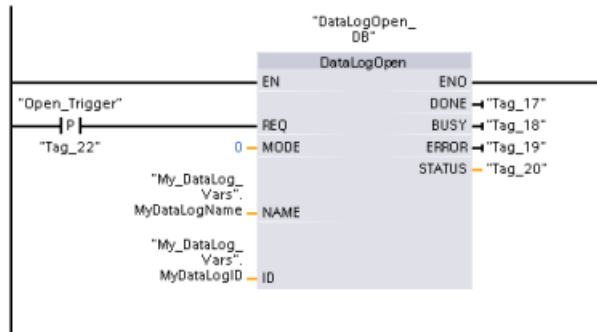 "DataLogOpen_
DB"
DataLogOpen
EN ENO
"Open_Trigger" DONE "Tag_17"
P REQ BUSY "Tag_18"
"Tag_22" 0 MODE ERROR "Tag_19"
STATUS "Tag_20"
"My_DataLog_
Vars".
MyDataLogName NAME
"My_DataLog_
Vars".
MyDataLogID ID